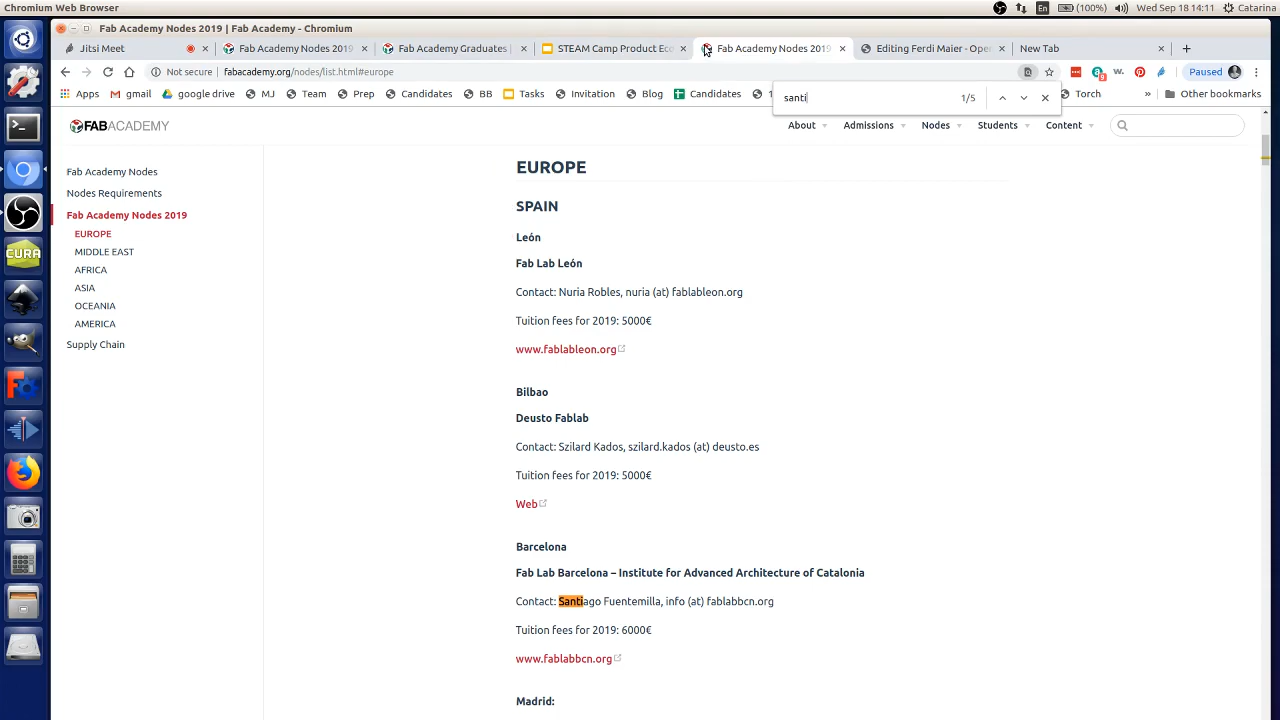 Chromium Web Browser
En
(100%)
Wed Sep 18 14:11
Catarina
Fab Academy Nodes 2019 | Fab Academy - Chromium
Jitsi Meet
Fab Academy Nodes 2019
Fab Academy Graduates
STEAM Camp Product Eco
Fab Academy Nodes 2019
Editing Ferdi Maier - Ope
New Tab
Not secure
fabacademy.org/nodes/list.html#europe
Paused
Apps
gmail
google drive
MJ
Prep
Candidates
BB
Tasks
Invitation
Blog
Candidates
Torch
»
Other bookmarks
santi
1/5
FABACADEMY
About
Admissions
Nodes
Students
Content
Fab Academy Nodes
Nodes Requirements
Fab Academy Nodes 2019
EUROPE
MIDDLE EAST
AFRICA
ASIA
OCEANIA
AMERICA
Supply Chain
EUROPE
SPAIN
León
Fab Lab León
Contact: Nuria Robles, nuria (at) fablableon.org
Tuition fees for 2019: 5000€
www.fablableon.org
Bilbao
Deusto Fablab
Contact: Szilard Kados, szilard.kados (at) deusto.es
Tuition fees for 2019: 5000€
Web
Barcelona
Fab Lab Barcelona – Institute for Advanced Architecture of Catalonia
Contact: Santiago Fuentemilla, info (at) fablabbcn.org
Tuition fees for 2019: 6000€
www.fablabbcn.org
Madrid:
CURA